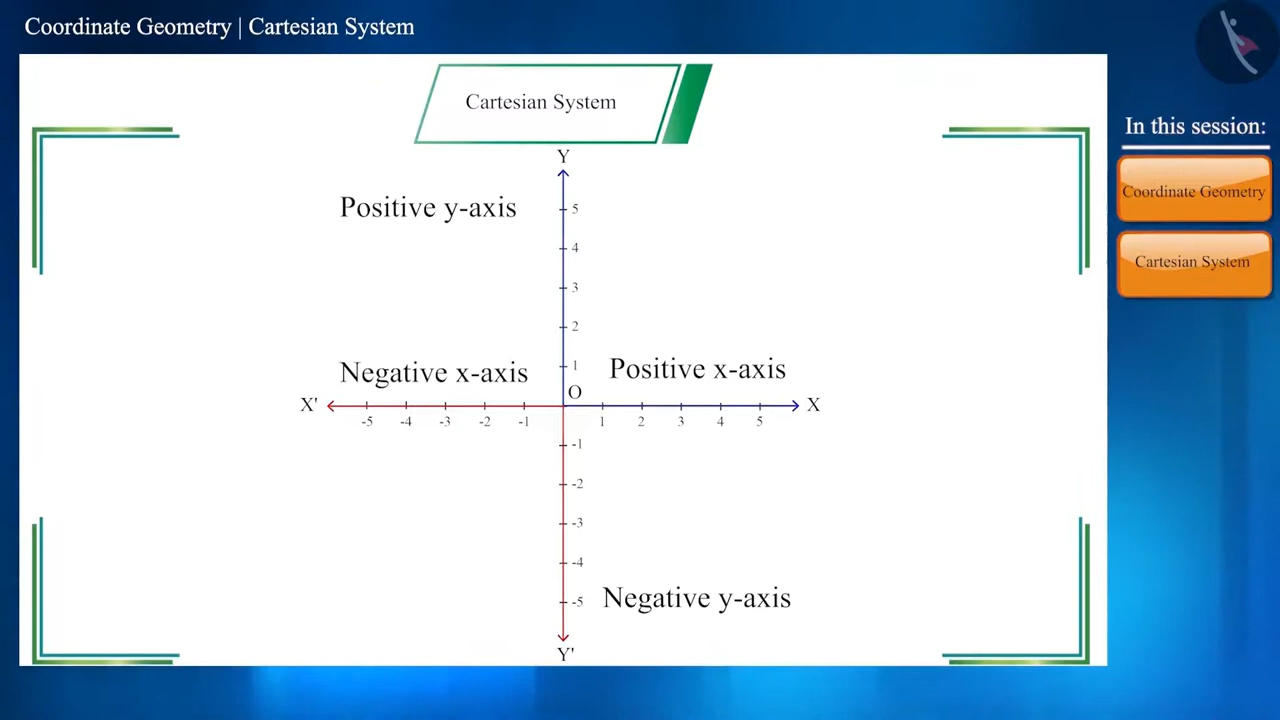 Coordinate Geometry | Cartesian System
Cartesian System
In this session:
Coordinate Geometry
Cartesian System
Y
Positive y-axis
5
4
3
2
1
Negative x-axis
Positive x-axis
O
X'
X
-5 -4 -3 -2 -1 1 2 3 4 5
-1
-2
-3
-4
-5
Negative y-axis
Y'